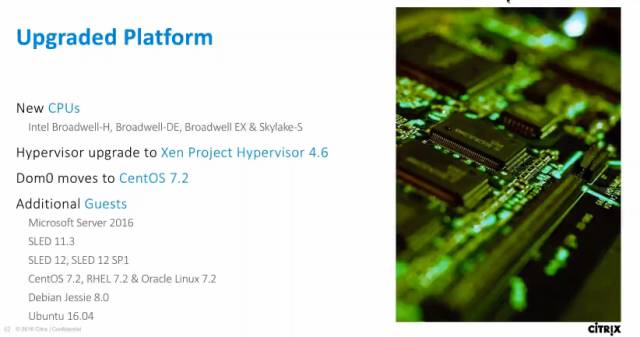 Upgraded Platform
New CPUs
Intel Broadwell-H, Broadwell-DE, Broadwell EX & Skylake-S
Hypervisor upgrade to Xen Project Hypervisor 4.6
Dom0 moves to CentOS 7.2
Additional Guests
Microsoft Server 2016
SLED 11.3
SLED 12, SLED 12 SP1
CentOS 7.2, RHEL 7.2 & Oracle Linux 7.2
Debian Jessie 8.0
Ubuntu 16.04
© 2016 Citrix | Confidential
CITRIX